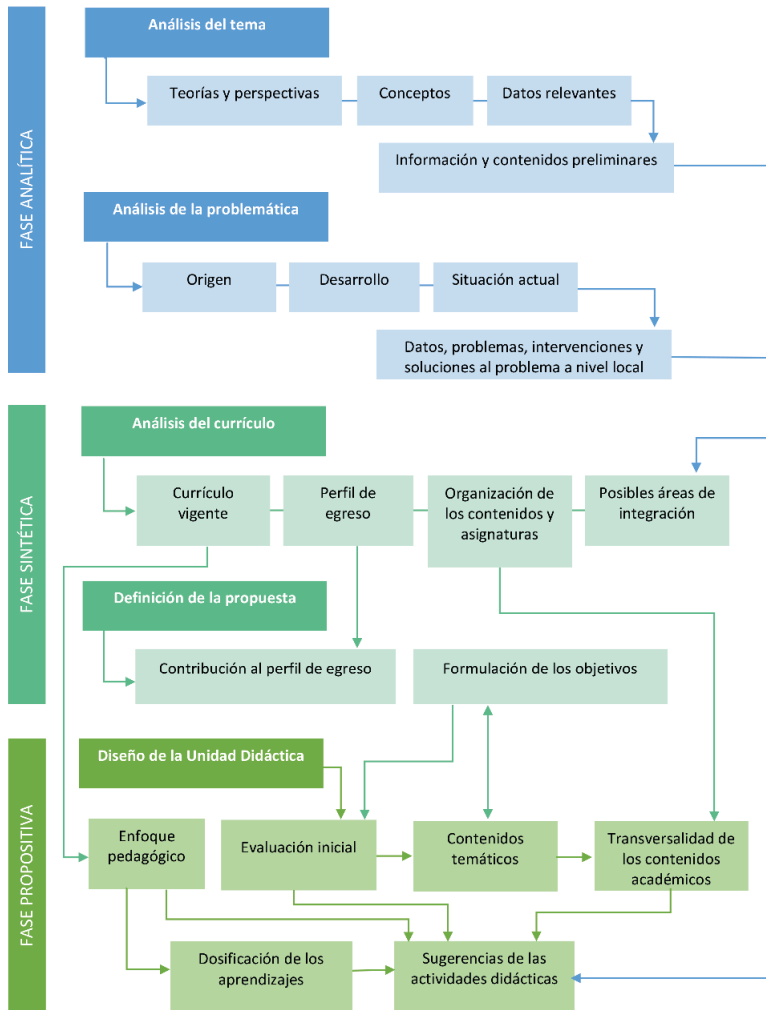 FASE ANALÍTICA
Análisis del tema
Teorías y perspectivas
Conceptos
Datos relevantes
Información y contenidos preliminares
Análisis de la problemática
Origen
Desarrollo
Situación actual
Datos, problemas, intervenciones y
soluciones al problema a nivel local
FASE SINTÉTICA
Análisis del currículo
Currículo
vigente
Perfil de
egreso
Organización de
los contenidos y
asignaturas
Posibles áreas de
integración
Definición de la propuesta
Contribución al perfil de egreso
Formulación de los objetivos
FASE PROPOSITIVA
Diseño de la Unidad Didáctica
Enfoque
pedagógico
Evaluación inicial
Contenidos
temáticos
Transversalidad de
los contenidos
académicos
Dosificación de los
aprendizajes
Sugerencias de las
actividades didácticas